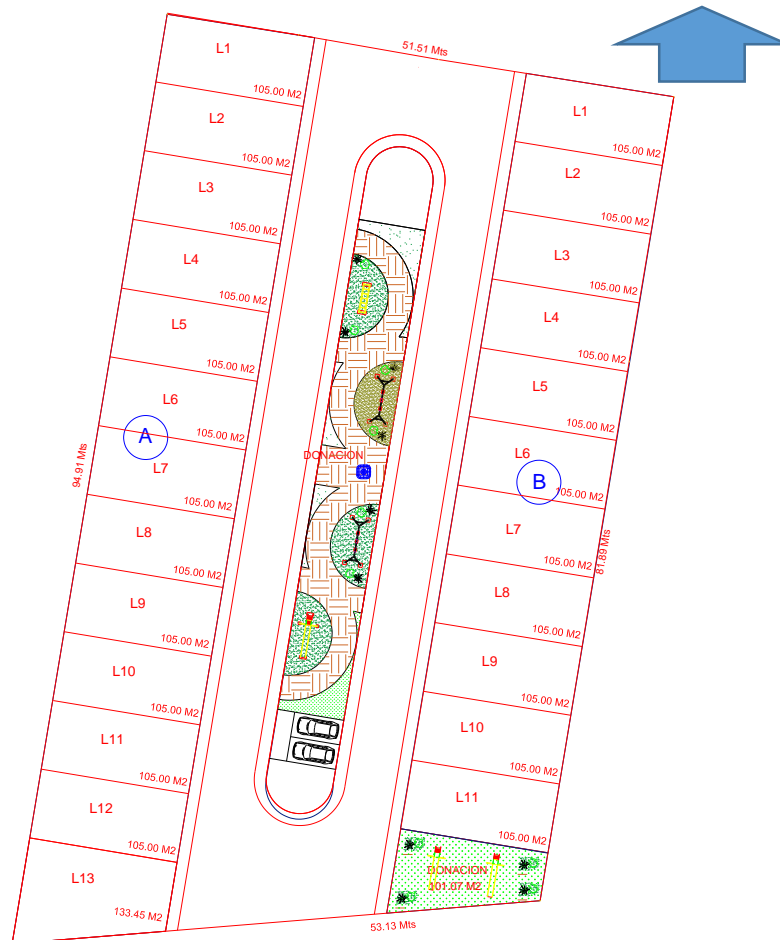 51.51 Mts
L1
105.00 M2
L2
105.00 M2
L3
105.00 M2
L4
105.00 M2
L5
105.00 M2
L6
105.00 M2
A
94.91 Mts
L7
105.00 M2
L8
105.00 M2
L9
105.00 M2
L10
105.00 M2
L11
105.00 M2
L12
105.00 M2
L13
133.45 M2
DONACION
L1
105.00 M2
L2
105.00 M2
L3
105.00 M2
L4
105.00 M2
L5
105.00 M2
L6
105.00 M2
B
81.89 Mts
L7
105.00 M2
L8
105.00 M2
L9
105.00 M2
L10
105.00 M2
L11
105.00 M2
DONACION
101.07 M2
53.13 Mts